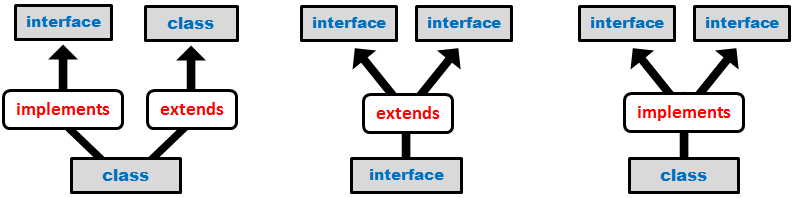 interface
class
implements
extends
class
interface
interface
extends
interface
interface
interface
implements
class